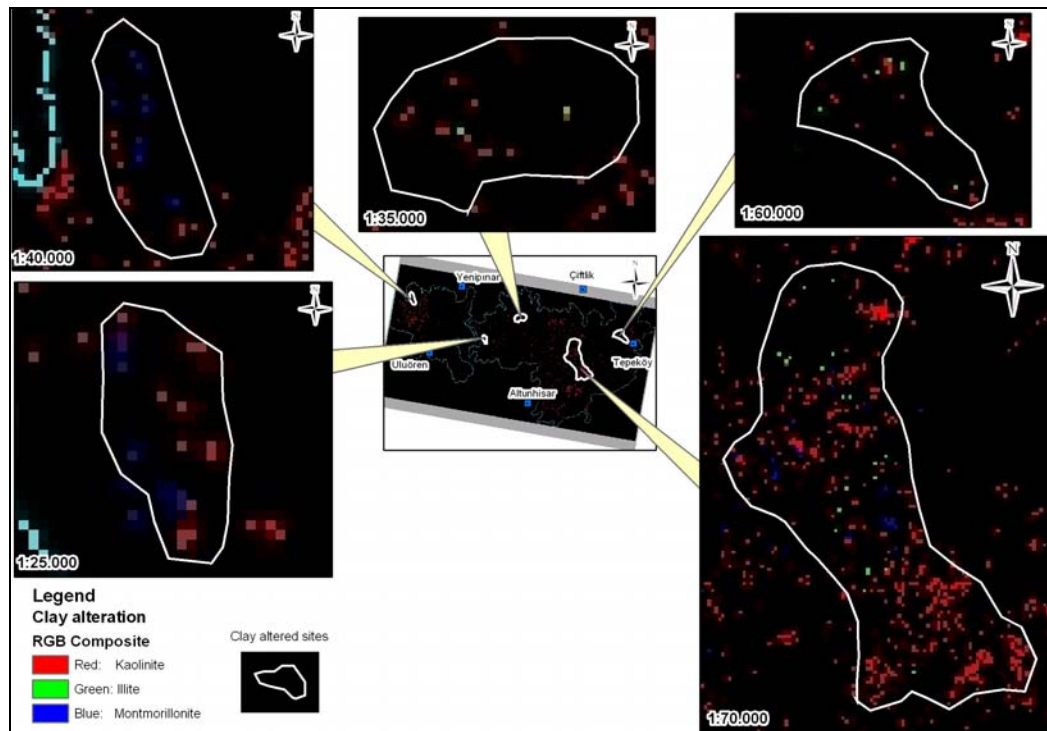 N
N
N
1:40.000
1:35.000
1:60.000
N
Yenipınar
Çiftlik
N
Uluören
Tepeköy
Altunhisar
1:25.000
1:70.000
Legend
Clay alteration
RGB Composite
Clay altered sites
Red: Kaolinite
Green: Illite
Blue: Montmorillonite
N